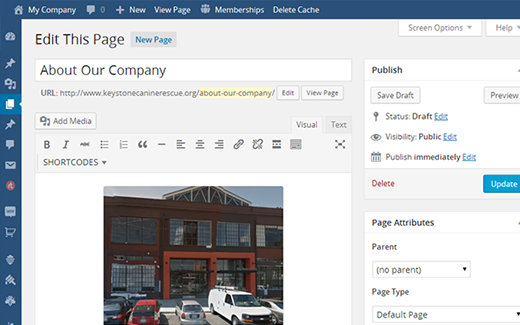 My Company 0 + New View Page Memberships Delete Cache
Screen Options ▼ Help
Edit This Page New Page
About Our Company
URL: http://www.keystonecaninerescue.org/about-our-company/ Edit View Page
Add Media
Visual Text
B I ABC
SHORTCODES ▼
Publish
Save Draft Preview
Status: Draft Edit
Visibility: Public Edit
Publish immediately Edit
Delete Update
Page Attributes
Parent
(no parent)
Page Type
Default Page